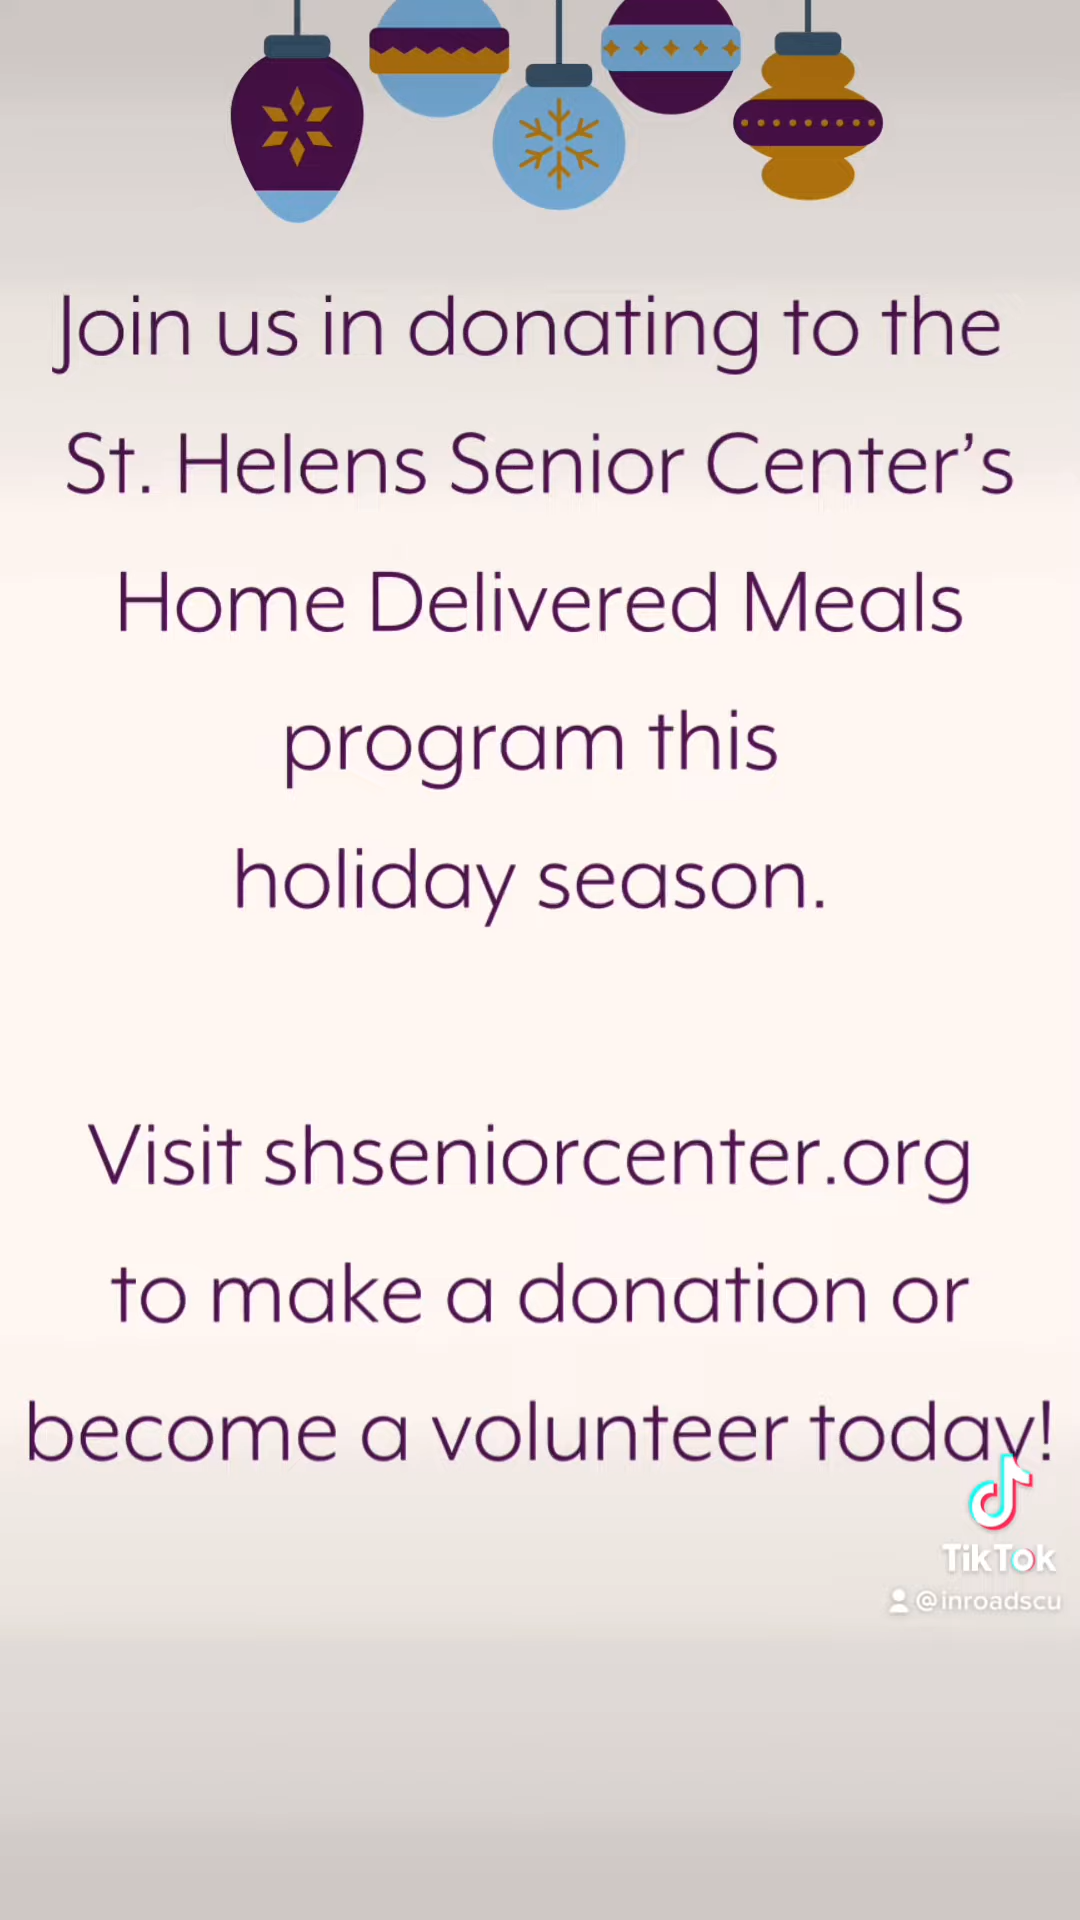 Join us in donating to the
St. Helens Senior Center’s
Home Delivered Meals
program this
holiday season.
Visit shseniorcenter.org
to make a donation or
become a volunteer today!
TikTok
@inroadscu